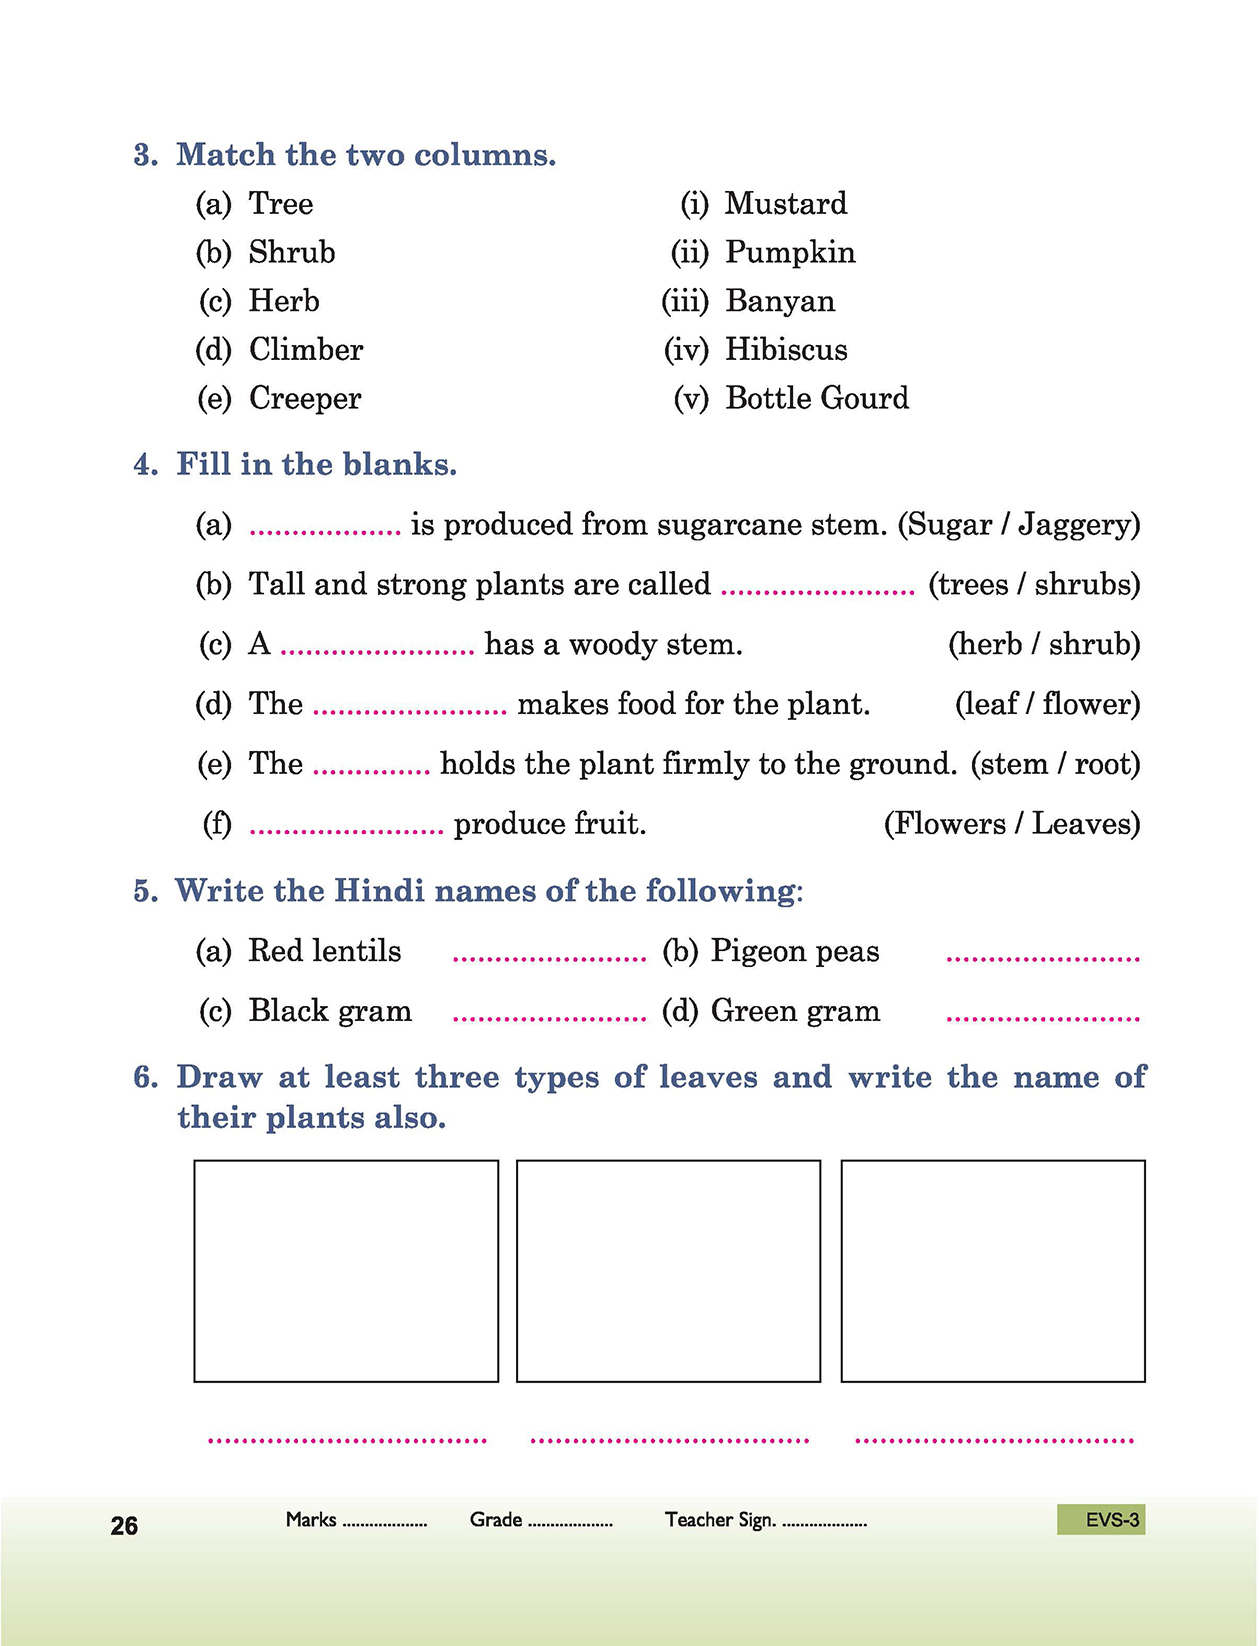 3. Match the two columns.
(a) Tree (i) Mustard
(b) Shrub (ii) Pumpkin
(c) Herb (iii) Banyan
(d) Climber (iv) Hibiscus
(e) Creeper (v) Bottle Gourd
4. Fill in the blanks.
(a) .................. is produced from sugarcane stem. (Sugar / Jaggery)
(b) Tall and strong plants are called ....................... (trees / shrubs)
(c) A ....................... has a woody stem. (herb / shrub)
(d) The ....................... makes food for the plant. (leaf / flower)
(e) The .............. holds the plant firmly to the ground. (stem / root)
(f) ....................... produce fruit. (Flowers / Leaves)
5. Write the Hindi names of the following:
(a) Red lentils ....................... (b) Pigeon peas .......................
(c) Black gram ....................... (d) Green gram .......................
6. Draw at least three types of leaves and write the name of
their plants also.
................................. ................................. .................................
26 Marks ................... Grade ................... Teacher Sign. ................... EVS-3